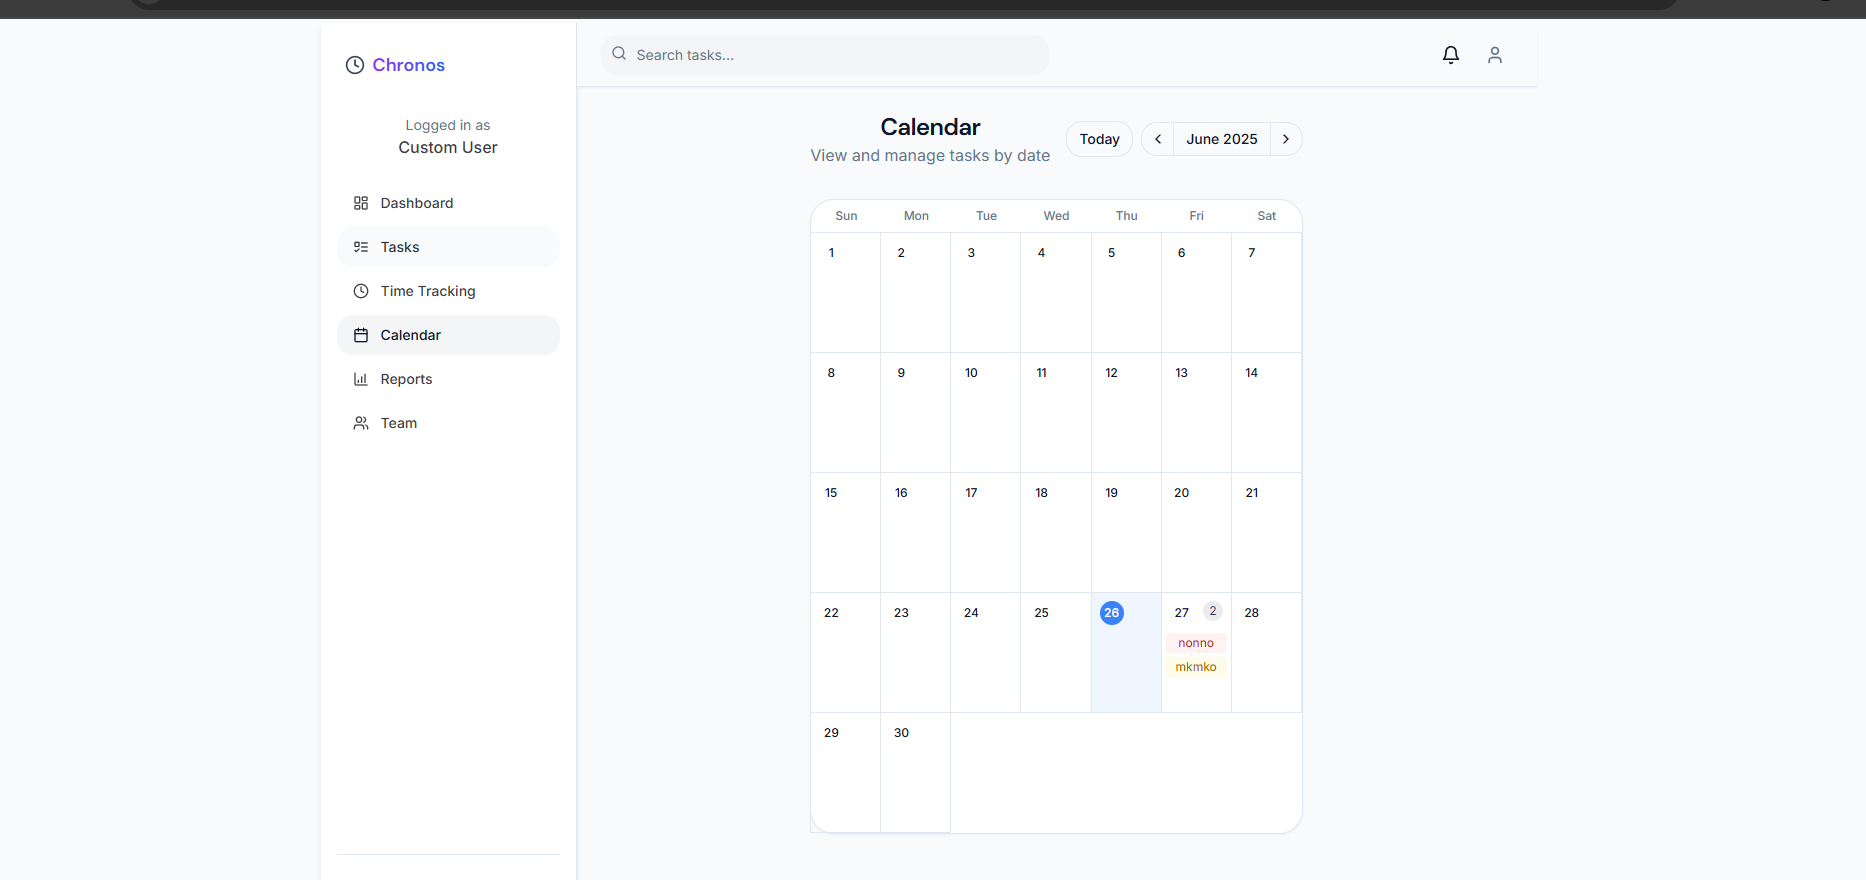 Chronos
Logged in as
Custom User
Dashboard
Tasks
Time Tracking
Calendar
Reports
Team
Search tasks...
Calendar
View and manage tasks by date
Today
June 2025
Sun Mon Tue Wed Thu Fri Sat
1 2 3 4 5 6 7
8 9 10 11 12 13 14
15 16 17 18 19 20 21
22 23 24 25 26 27 2 28
nonno
mkmko
29 30